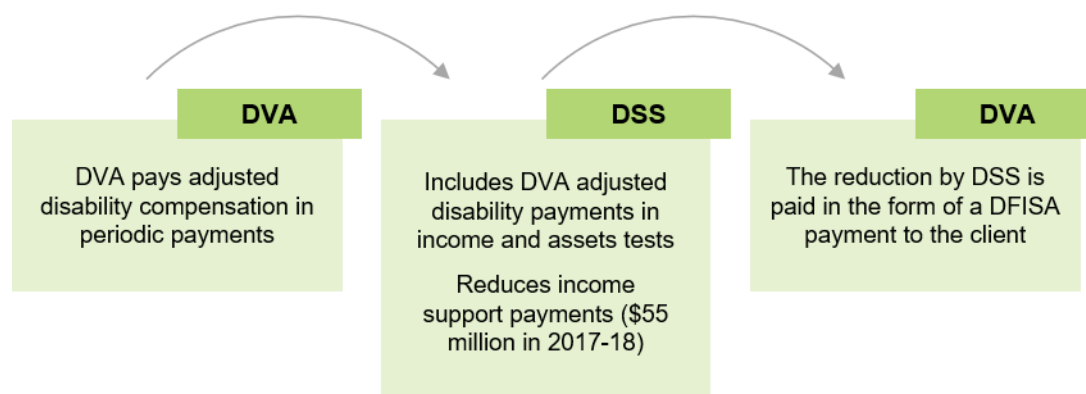 DVA
DVA pays adjusted
disability compensation in
periodic payments
DSS
Includes DVA adjusted
disability payments in
income and assets tests
Reduces income
support payments ($55
million in 2017-18)
DVA
The reduction by DSS is
paid in the form of a DFISA
payment to the client